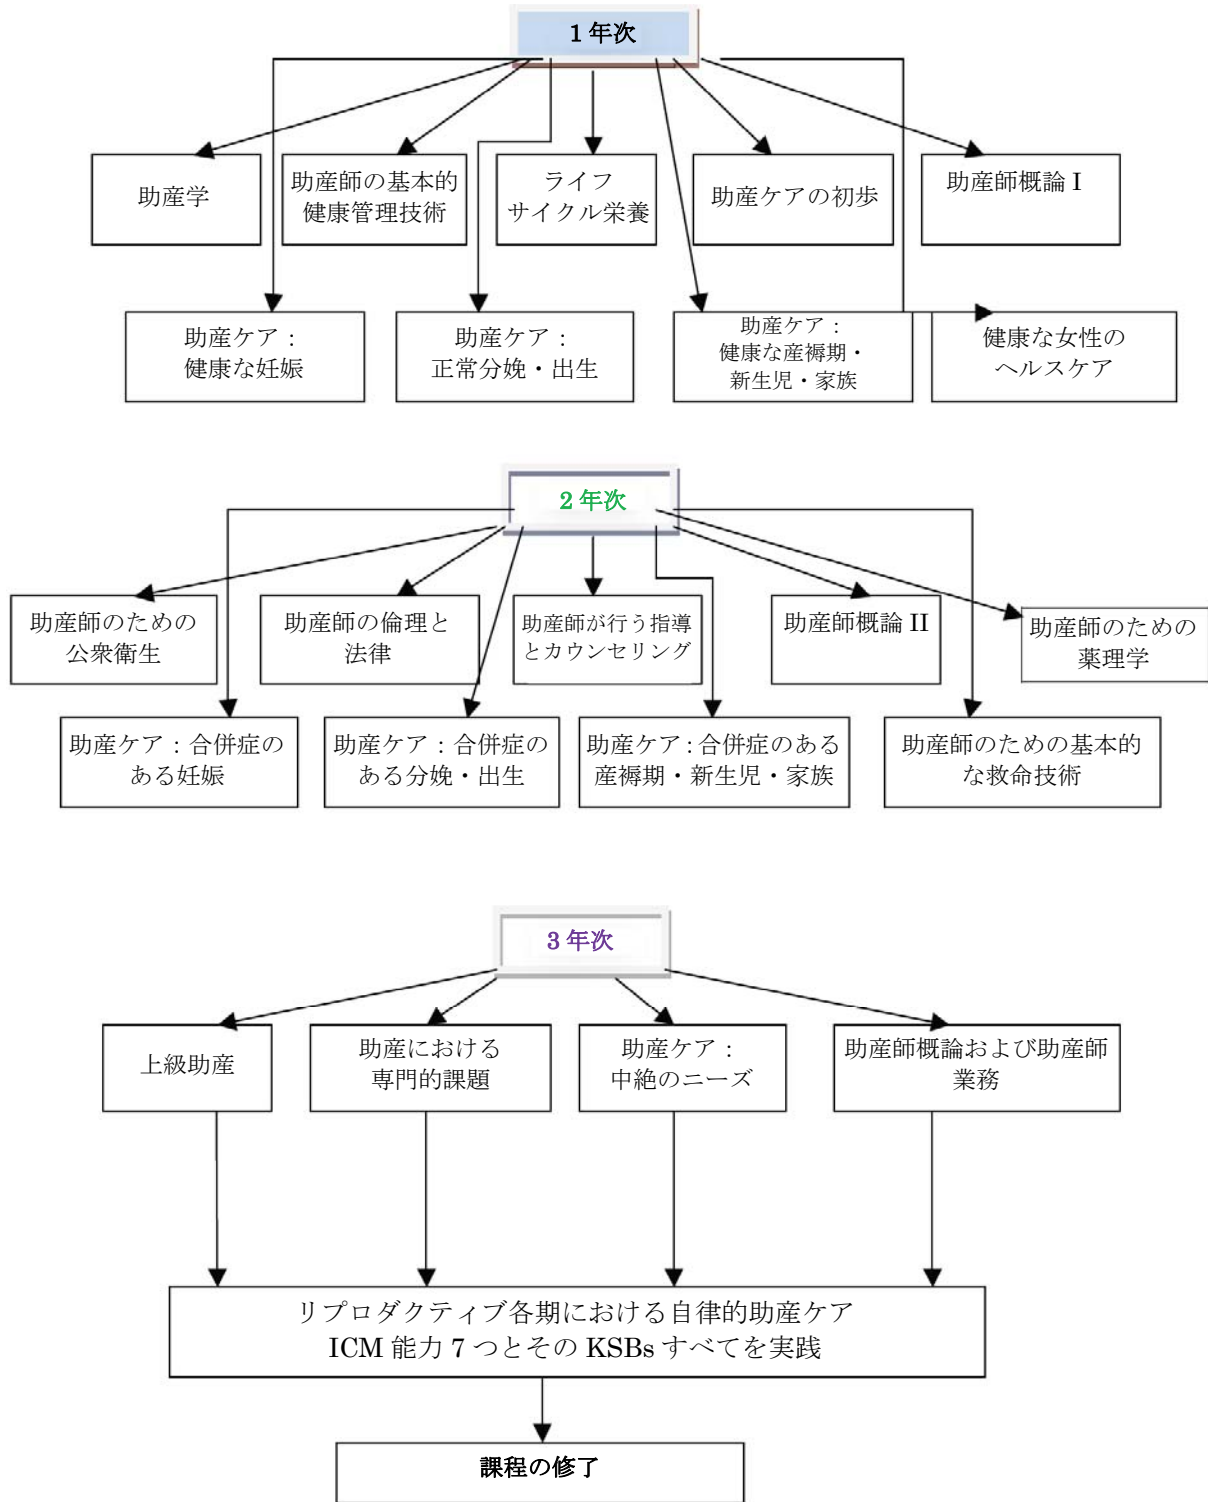 1 年次
助産学
助産師の基本的
健康管理技術
ライフ
サイクル栄養
助産ケアの初歩
助産師概論 I
助産ケア：
健康な妊娠
助産ケア：
正常分娩・出生
助産ケア：
健康な産褥期・
新生児・家族
健康な女性の
ヘルスケア
2 年次
助産師のための
公衆衛生
助産師の倫理と
法律
助産師が行う指導
とカウンセリング
助産師概論 II
助産師のための
薬理学
助産ケア：合併症の
ある妊娠
助産ケア：合併症の
ある分娩・出生
助産ケア：合併症のある
産褥期・新生児・家族
助産師のための基本的
な救命技術
3 年次
上級助産
助産における
専門的課題
助産ケア：
中絶のニーズ
助産師概論および助産師
業務
リプロダクティブ各期における自律的助産ケア
ICM 能力 7 つとその KSBs すべてを実践
課程の修了